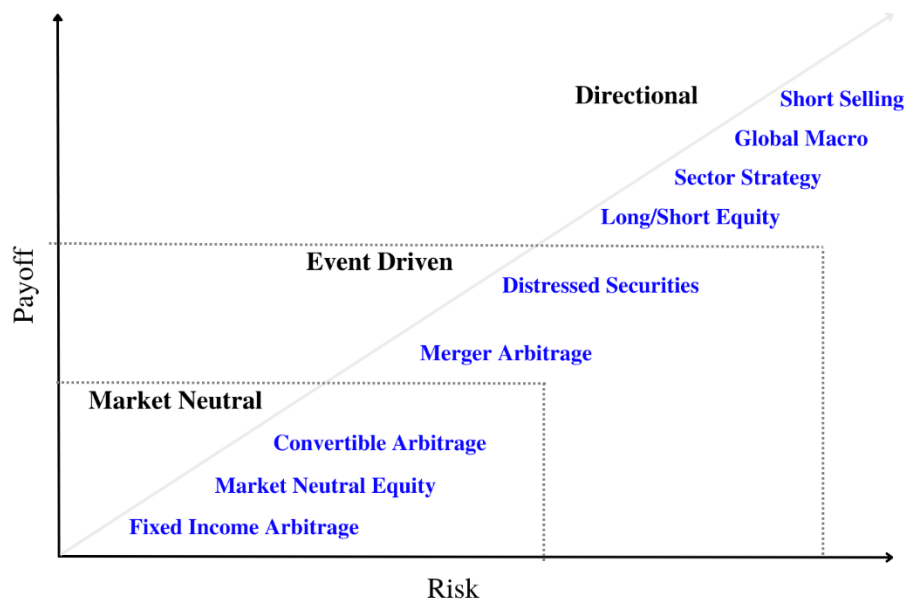 Directional
Short Selling
Global Macro
Sector Strategy
Long/Short Equity
Event Driven
Distressed Securities
Merger Arbitrage
Market Neutral
Convertible Arbitrage
Market Neutral Equity
Fixed Income Arbitrage
Payoff
Risk